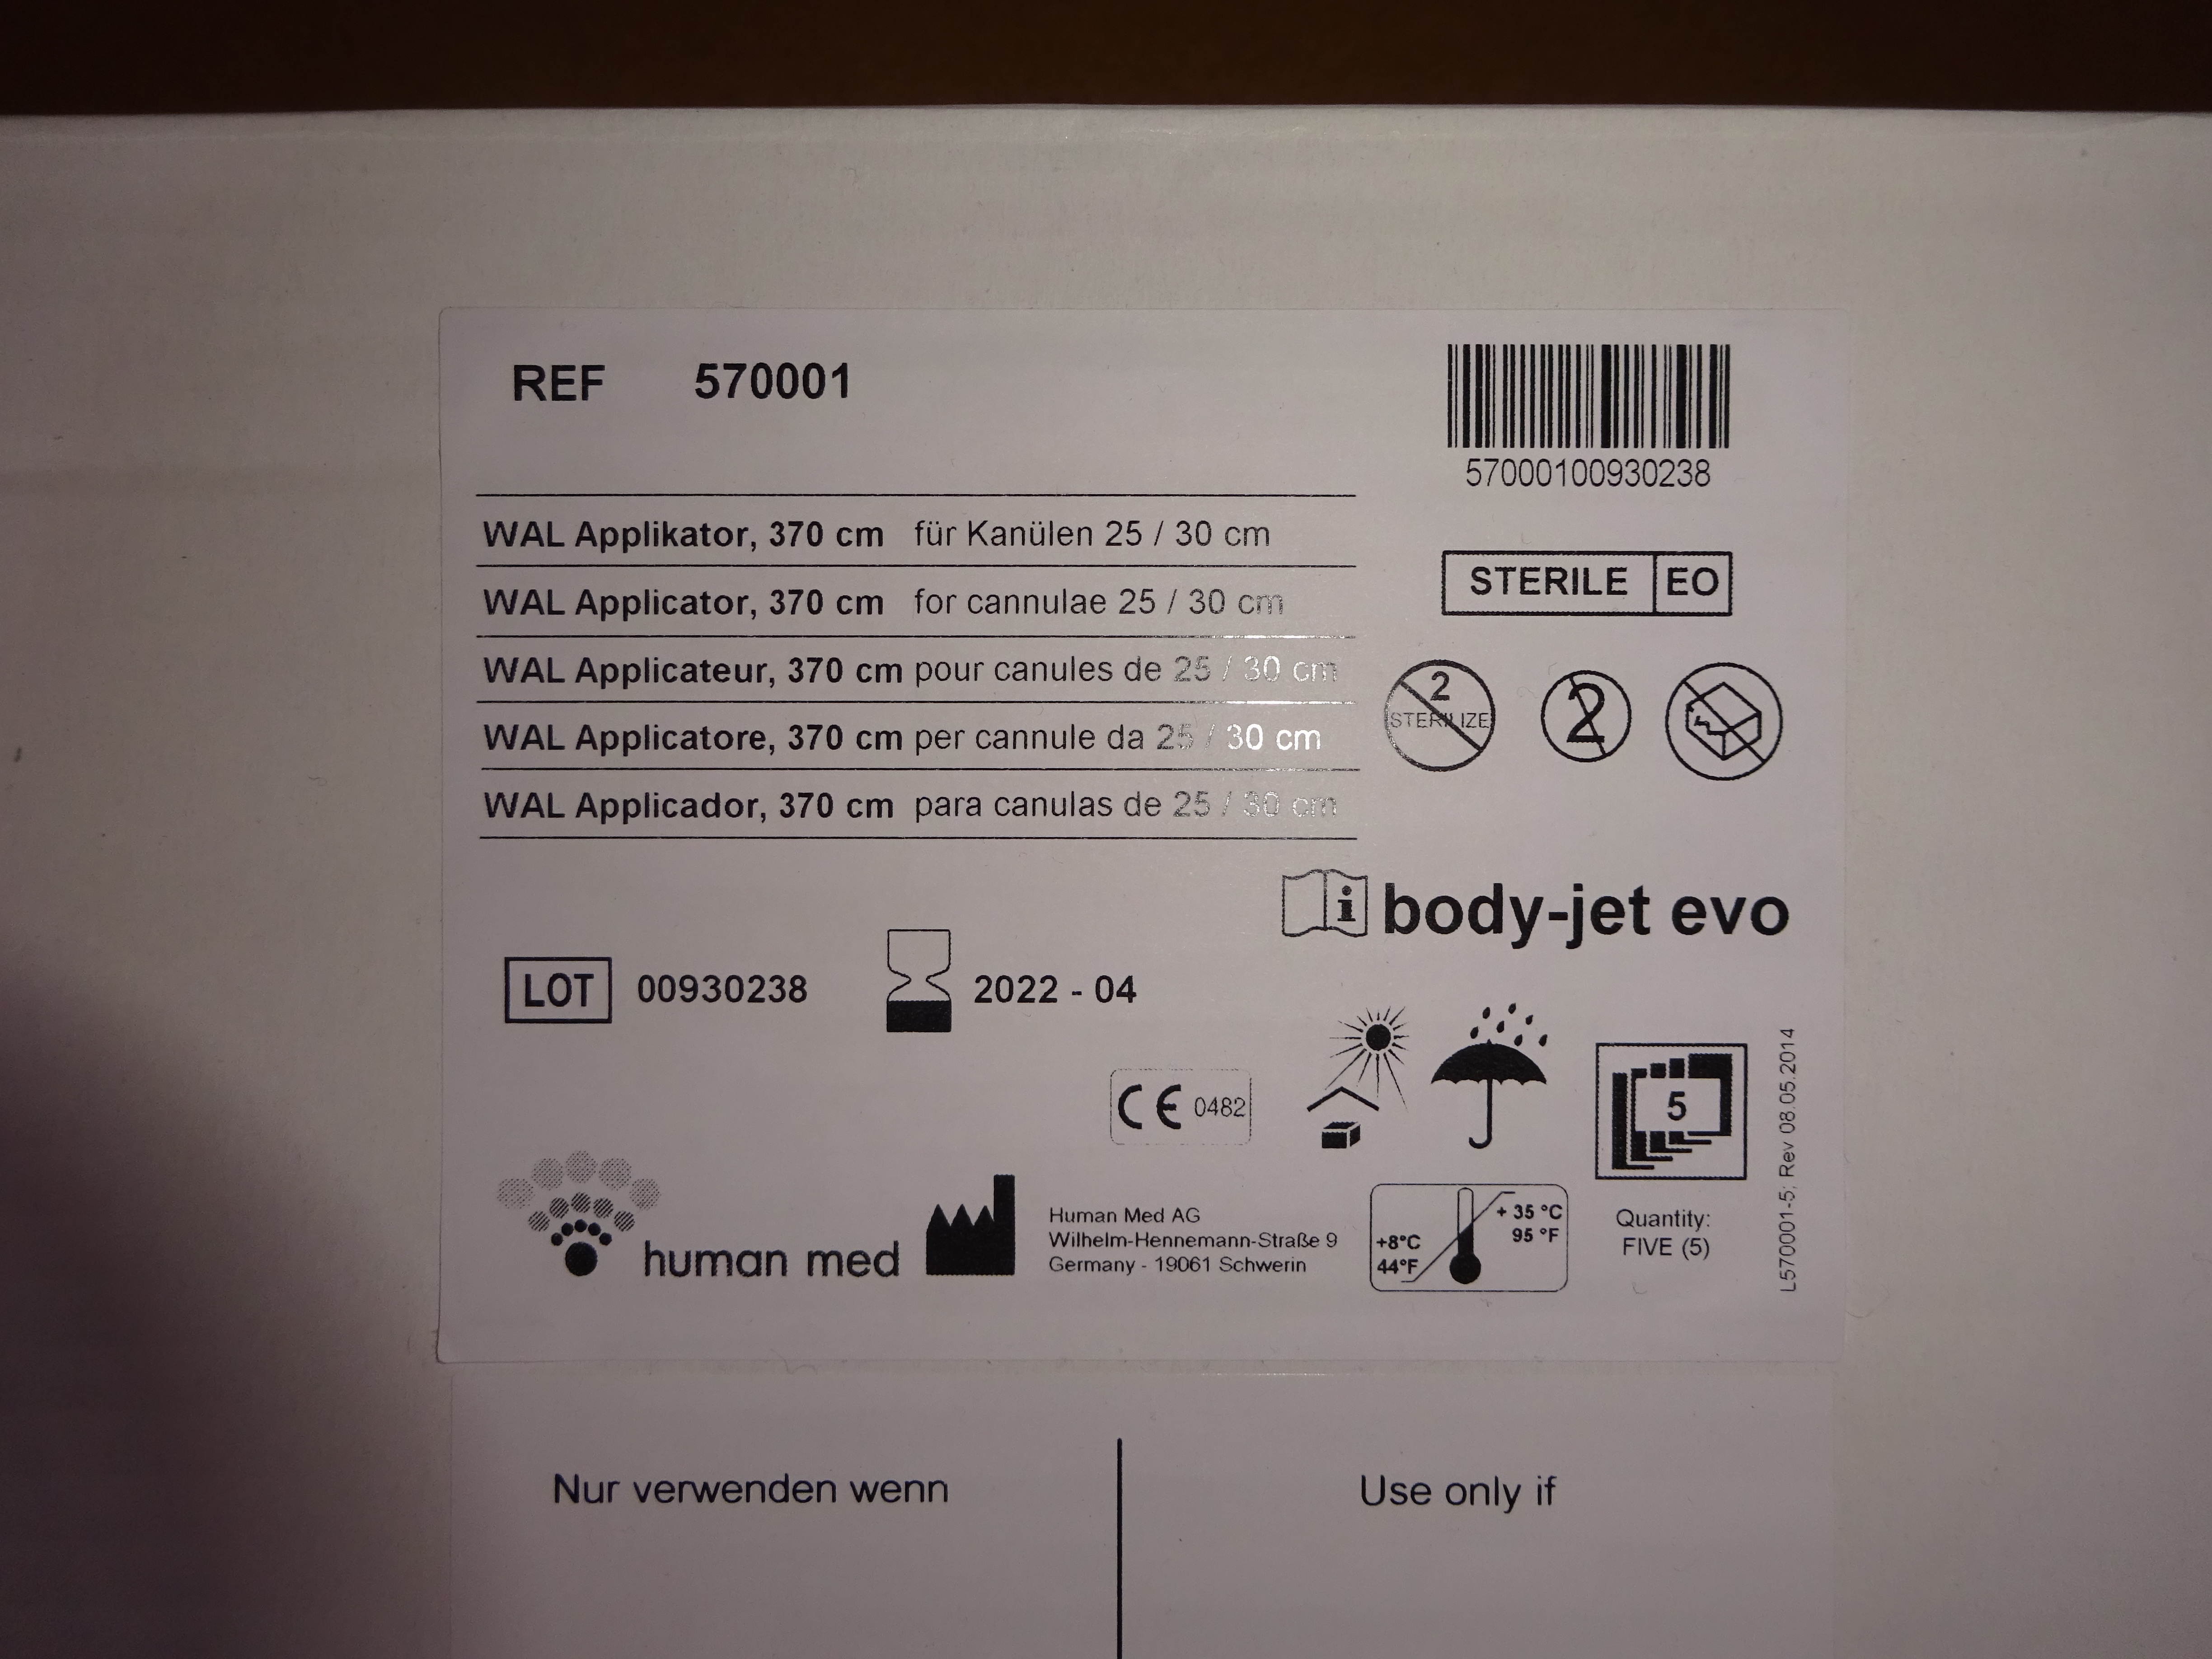 REF 570001
57000100930238
WAL Applikator, 370 cm für Kanülen 25 / 30 cm
WAL Applicator, 370 cm for cannulae 25 / 30 cm
WAL Applicateur, 370 cm pour canules de 25 / 30 cm
WAL Applicatore, 370 cm per cannule da 25 / 30 cm
WAL Applicador, 370 cm para canulas de 25 / 30 cm
STERILE EO
2
STERILIZE
2
i body-jet evo
LOT 00930238 2022 - 04
CE 0482
5
Quantity:
FIVE (5)
L570001-5; Rev 08.05.2014
human med
Human Med AG
Wilhelm-Hennemann-Straße 9
Germany - 19061 Schwerin
+ 35 °C
95 °F
+8°C
44°F
Nur verwenden wenn
Use only if